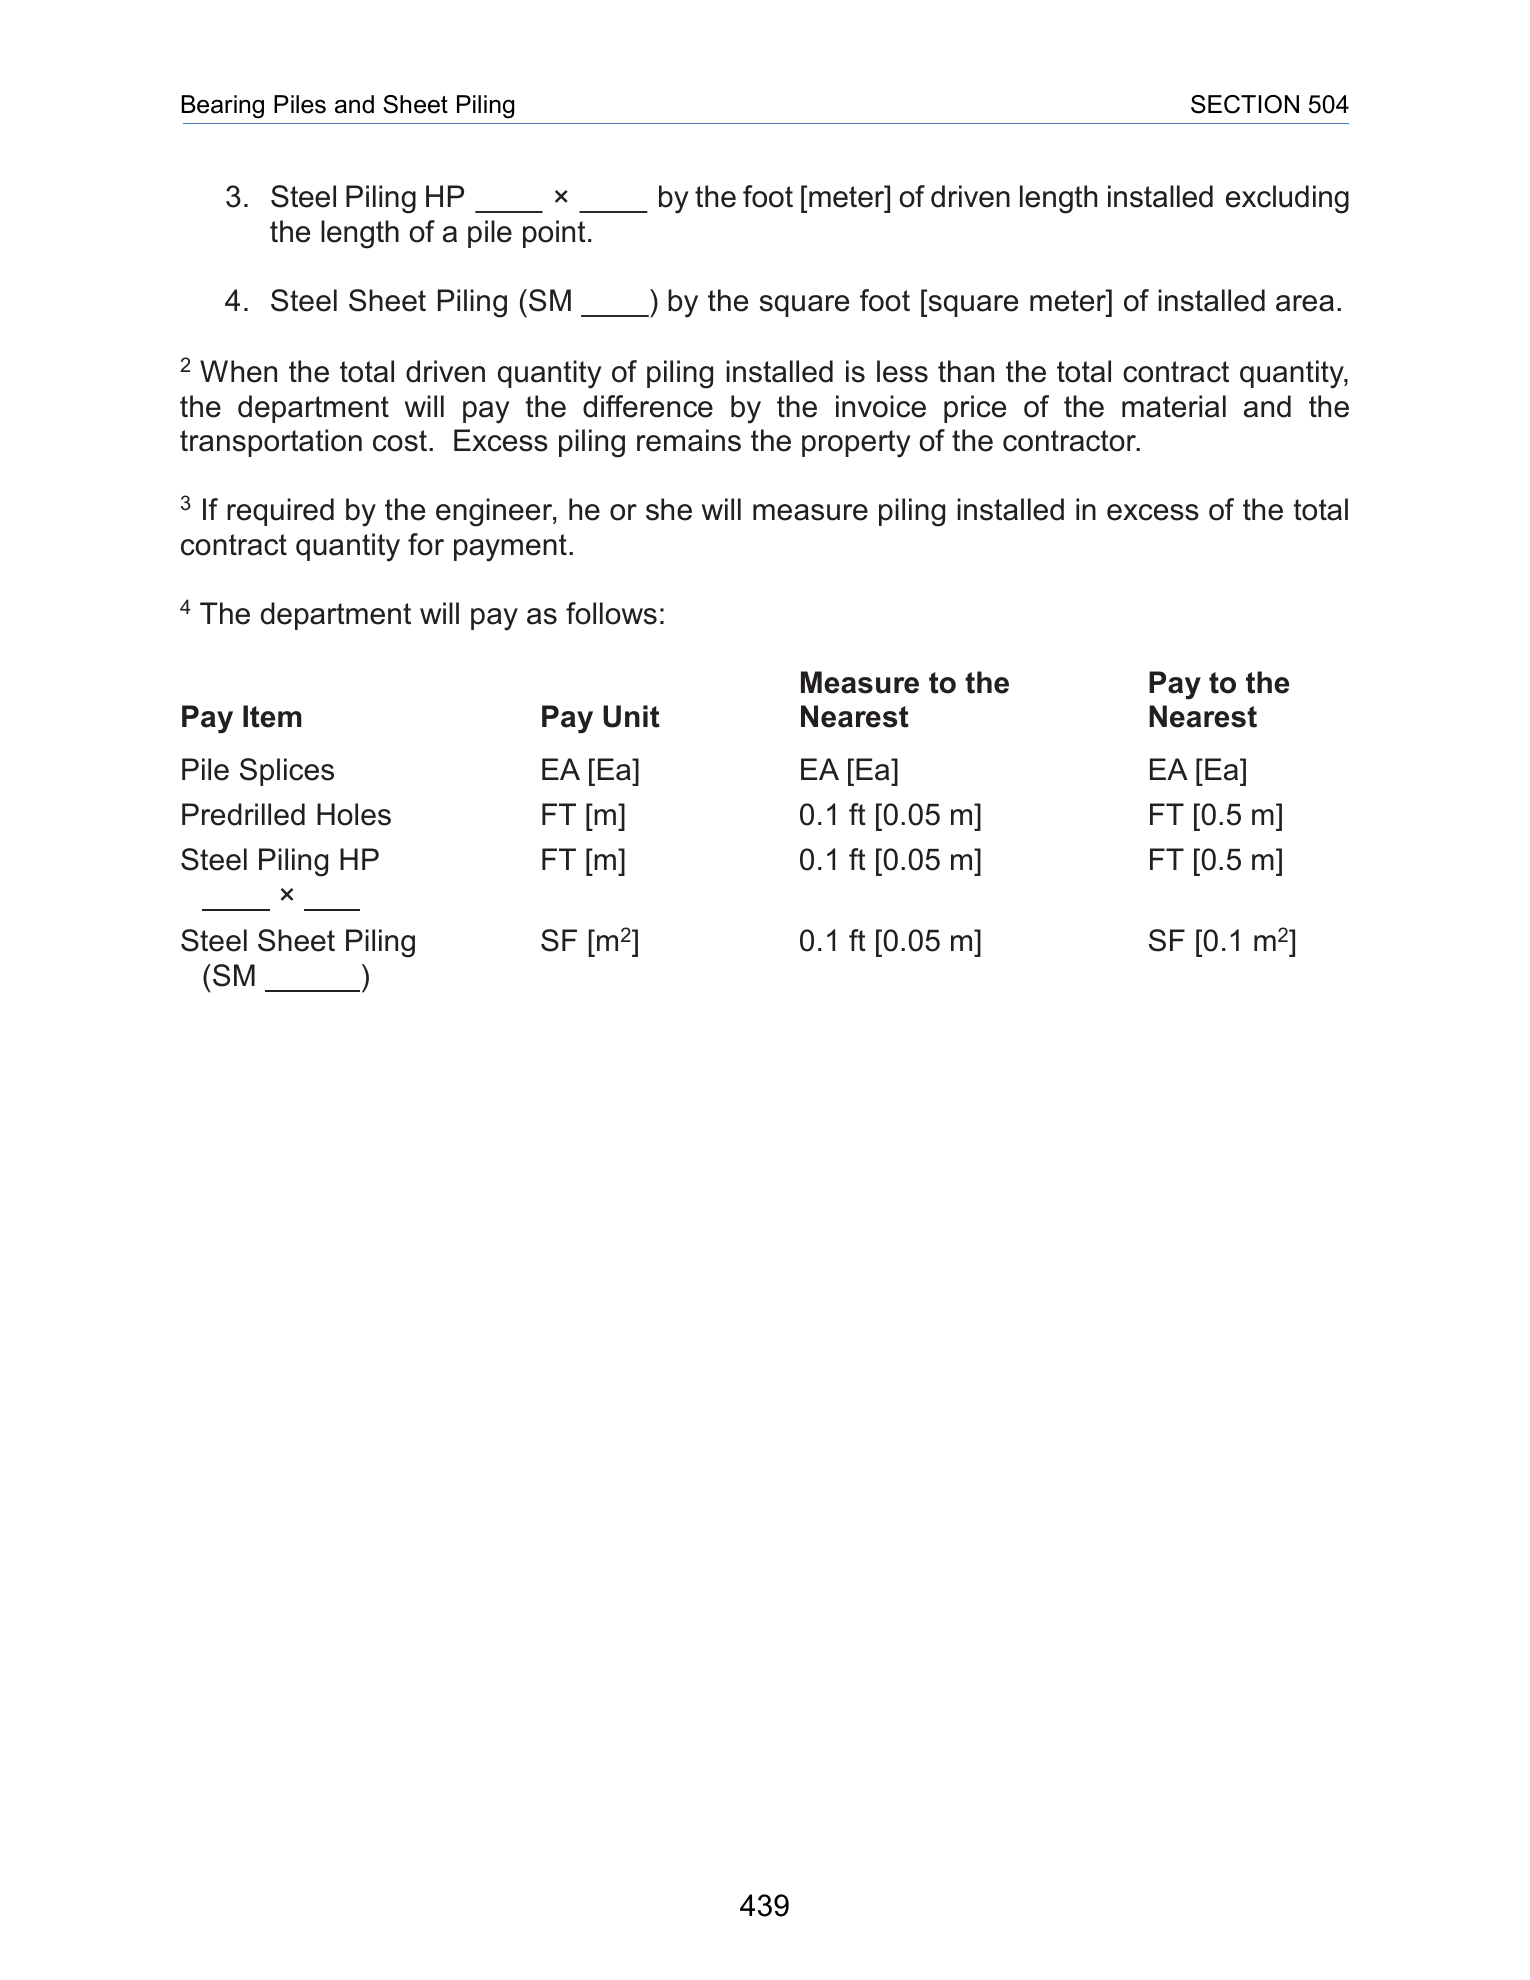 Bearing Piles and Sheet Piling SECTION 504
3. Steel Piling HP ____ × ____ by the foot [meter] of driven length installed excluding
the length of a pile point.
4. Steel Sheet Piling (SM ____) by the square foot [square meter] of installed area.
² When the total driven quantity of piling installed is less than the total contract quantity,
the department will pay the difference by the invoice price of the material and the
transportation cost. Excess piling remains the property of the contractor.
³ If required by the engineer, he or she will measure piling installed in excess of the total
contract quantity for payment.
⁴ The department will pay as follows:
Measure to the Pay to the
Pay Item Pay Unit Nearest Nearest
Pile Splices EA [Ea] EA [Ea] EA [Ea]
Predrilled Holes FT [m] 0.1 ft [0.05 m] FT [0.5 m]
Steel Piling HP FT [m] 0.1 ft [0.05 m] FT [0.5 m]
____ × ____
Steel Sheet Piling SF [m²] 0.1 ft [0.05 m] SF [0.1 m²]
(SM ______)
439